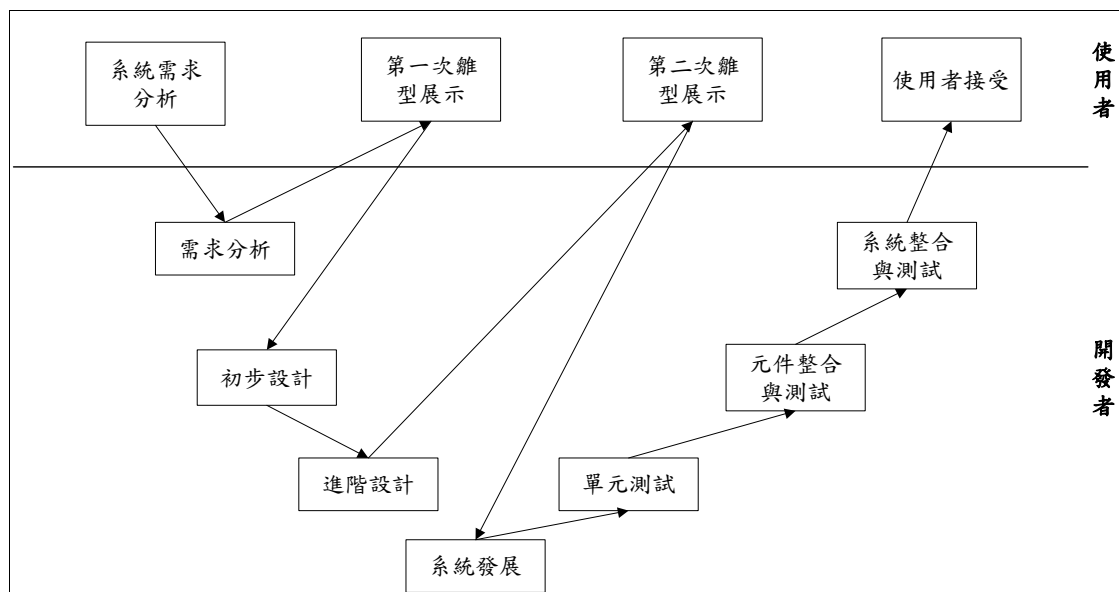 系統需求
分析
第一次雛
型展示
第二次雛
型展示
使用者接受
使用者
需求分析
系統整合
與測試
初步設計
元件整合
與測試
開發者
進階設計
單元測試
系統發展